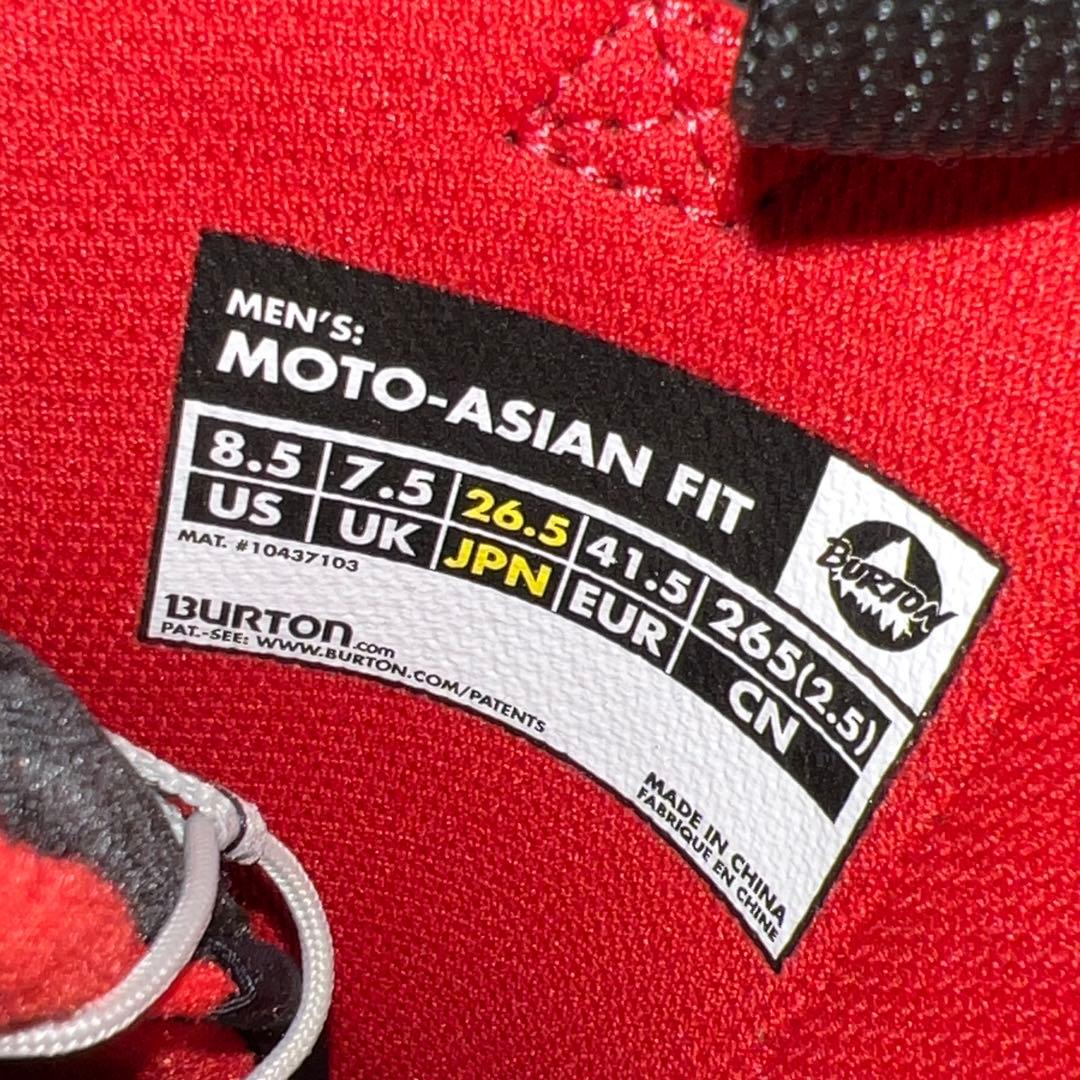 MEN'S:
MOTO-ASIAN FIT
8.5 7.5 26.5 41.5 265(2.5)
US UK JPN EUR CN
BURTON
MAT. #10437103
BURTON.com
PAT.-SEE: WWW.BURTON.COM/PATENTS
MADE IN CHINA
FABRIQUE EN CHINE